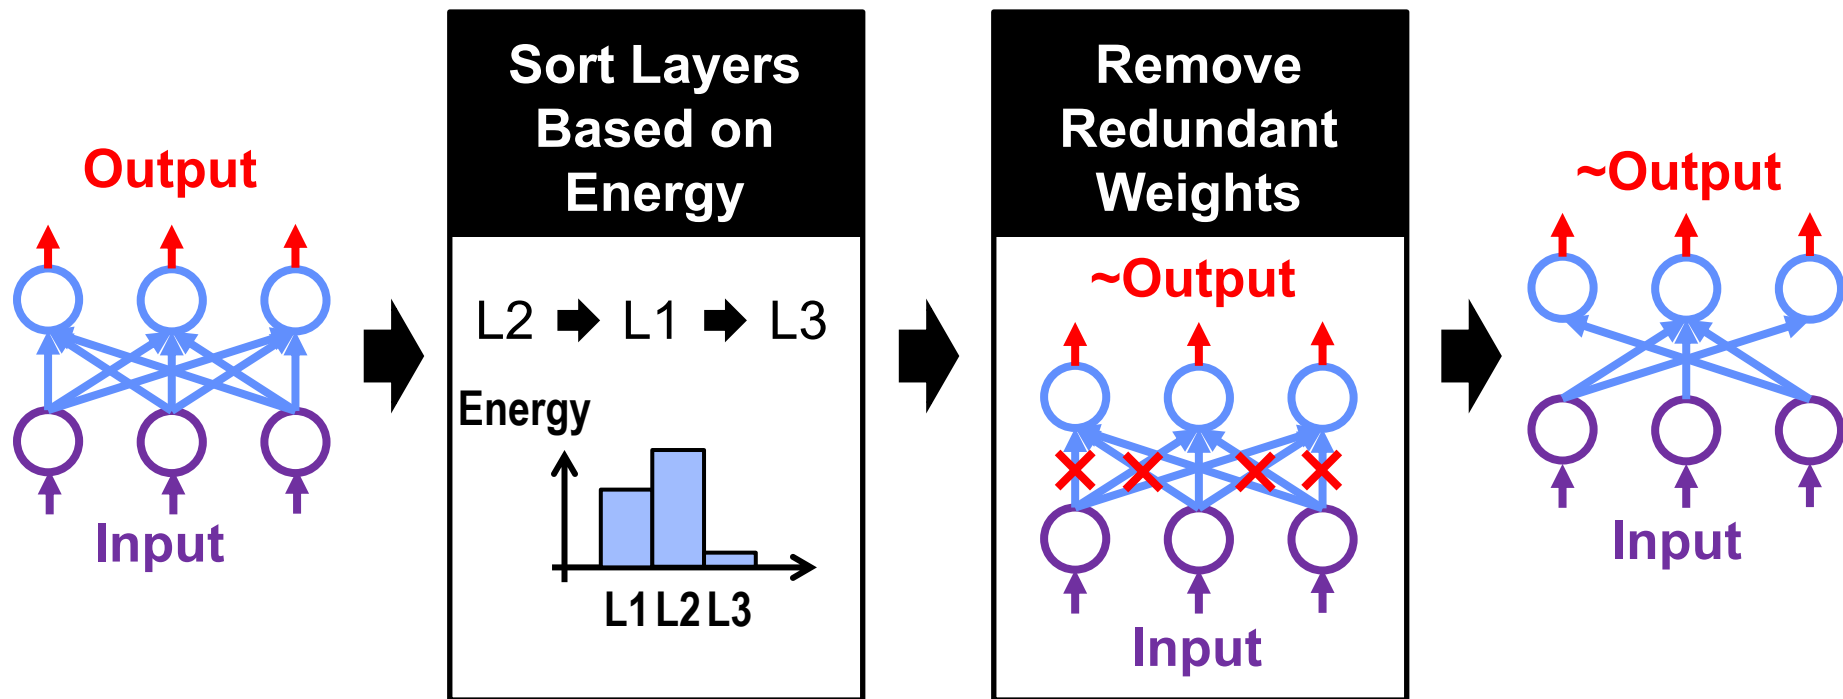 Output
Input
Sort Layers
Based on
Energy
L2 L1 L3
Energy
L1 L2 L3
Remove
Redundant
Weights
~Output
Input
~Output
Input